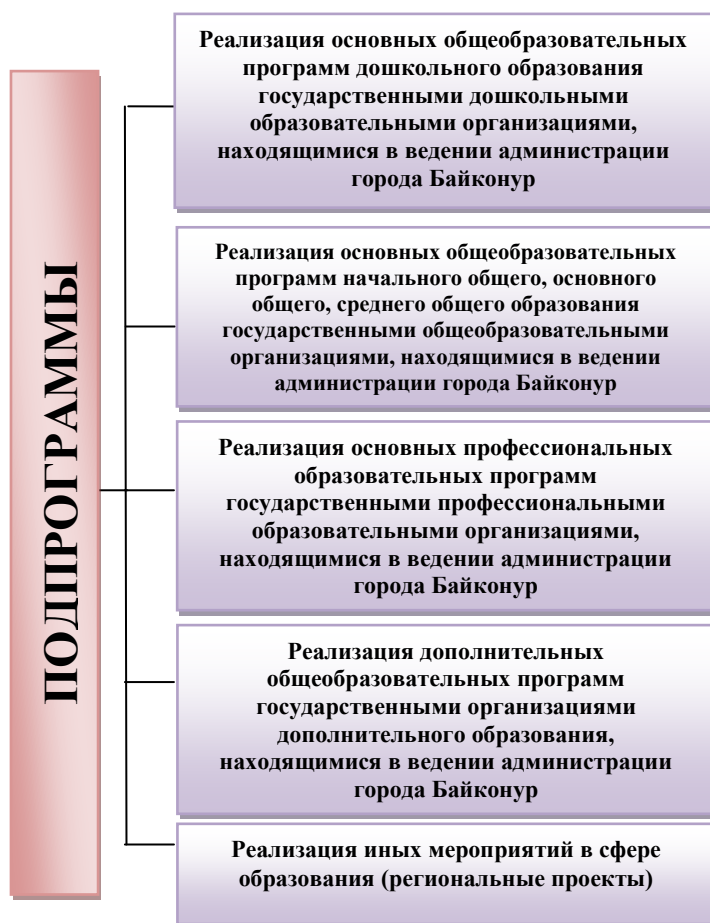 ПОДПРОГРАММЫ
Реализация основных общеобразовательных
программ дошкольного образования
государственными дошкольными
образовательными организациями,
находящимися в ведении администрации
города Байконур
Реализация основных общеобразовательных
программ начального общего, основного
общего, среднего общего образования
государственными общеобразовательными
организациями, находящимися в ведении
администрации города Байконур
Реализация основных профессиональных
образовательных программ
государственными профессиональными
образовательными организациями,
находящимися в ведении администрации
города Байконур
Реализация дополнительных
общеобразовательных программ
государственными организациями
дополнительного образования,
находящимися в ведении администрации
города Байконур
Реализация иных мероприятий в сфере
образования (региональные проекты)